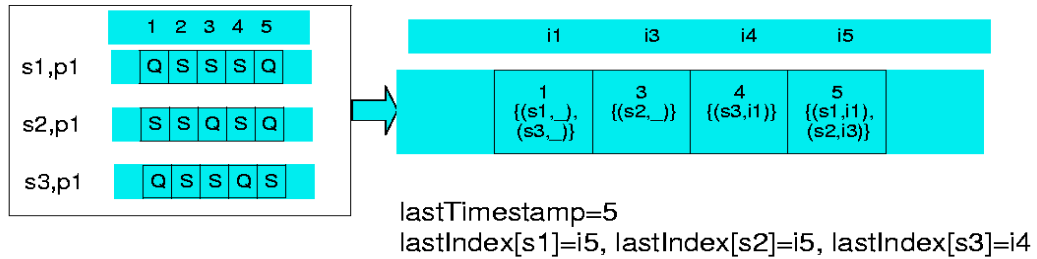 1 2 3 4 5
s1,p1 Q S S S Q
s2,p1 S S Q S Q
s3,p1 Q S S Q S
i1 i3 i4 i5
1 3 4 5
{(s1,_), {(s2,_)} {(s3,i1)} {(s1,i1),
(s3,_)} (s2,i3)}
lastTimestamp=5
lastIndex[s1]=i5, lastIndex[s2]=i5, lastIndex[s3]=i4